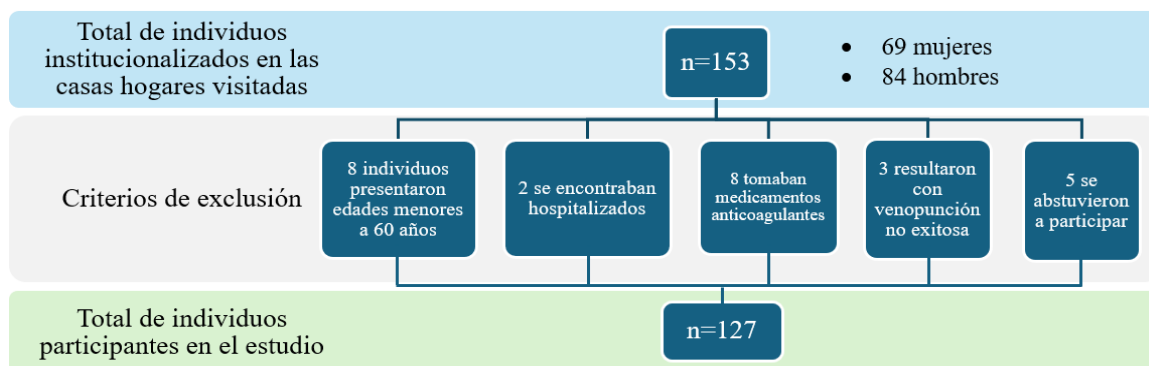 Total de individuos
institucionalizados en las
casas hogares visitadas
n=153
• 69 mujeres
• 84 hombres
Criterios de exclusión
8 individuos
presentaron
edades menores
a 60 años
2 se encontraban
hospitalizados
8 tomaban
medicamentos
anticoagulantes
3 resultaron
con
venopunción
no exitosa
5 se
abstuvieron
a participar
Total de individuos
participantes en el estudio
n=127